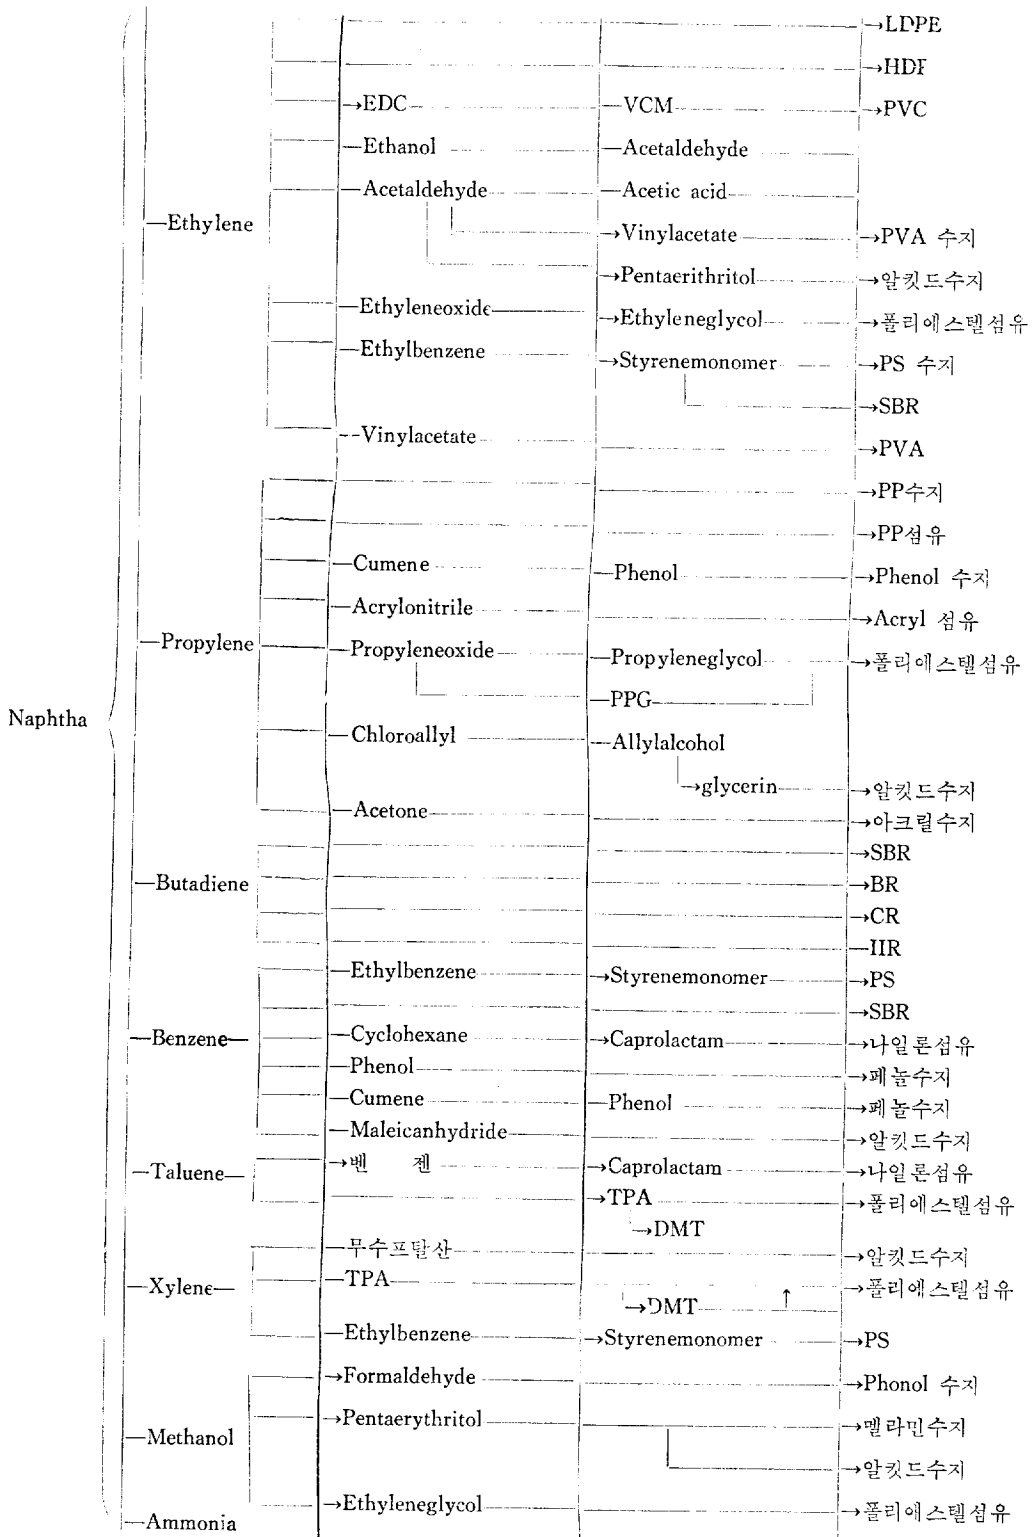 LDPE
HDF
EDC VCM PVC
Ethanol Acetaldehyde
Acetaldehyde Acetic acid
Ethylene Vinylacetate PVA 수지
Pentaerithritol 알킷드수지
Ethyleneoxide Ethyleneglycol 폴리에스텔섬유
Ethylbenzene Styrenemonomer PS 수지
SBR
Vinylacetate PVA
PP수지
PP섬유
Cumene Phenol Phenol 수지
Acrylonitrile Acryl 섬유
Propylene Propyleneoxide Propyleneglycol 폴리에스텔섬유
PPG
Naphtha
Chloroallyl Allylalcohol
glycerin 알킷드수지
Acetone 아크릴수지
SBR
Butadiene BR
CR
IIR
Ethylbenzene Styrenemonomer PS
SBR
Benzene Cyclohexane Caprolactam 나일론섬유
Phenol 페놀수지
Cumene Phenol 페놀수지
Maleicanhydride 알킷드수지
Taluene 벤 젠 Caprolactam 나일론섬유
TPA 폴리에스텔섬유
DMT
무수프탈산 알킷드수지
Xylene TPA 폴리에스텔섬유
DMT
Ethylbenzene Styrenemonomer PS
Formaldehyde Phonol 수지
Pentaerythritol 멜라민수지
Methanol
알킷드수지
Ethyleneglycol 폴리에스텔섬유
Ammonia